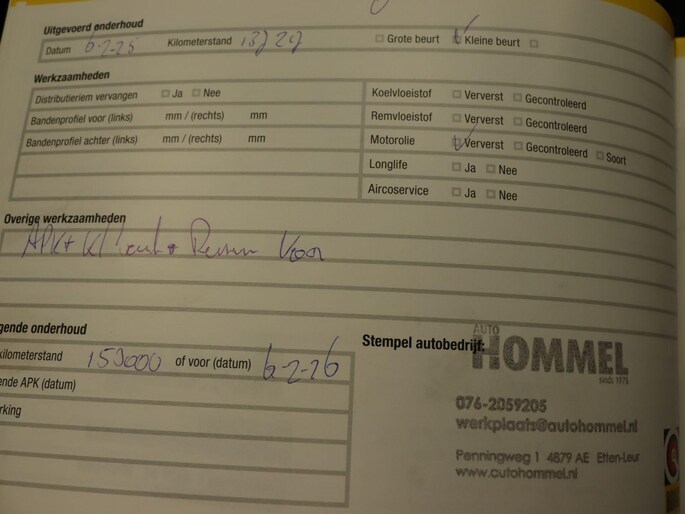 Uitgevoerd onderhoud
Datum 6-2-25 Kilometerstand Grote beurt Kleine beurt
Werkzaamheden
Distributieriem vervangen Ja Nee
Bandenprofiel voor (links) mm / (rechts) mm
Bandenprofiel achter (links) mm / (rechts) mm
Koelvloeistof Ververst Gecontroleerd
Remvloeistof Ververst Gecontroleerd
Motorolie Ververst Gecontroleerd Soort
Longlife Ja Nee
Aircoservice Ja Nee
Overige werkzaamheden
APK + Kl beurt + Remmen Voor
gende onderhoud
kilometerstand 153000 of voor (datum) 6-2-26
ende APK (datum)
rking
Stempel autobedrijf:
AUTO
HOMMEL
sinds 1975
076-2059205
werkplaats@autohommel.nl
Penningweg 1 4879 AE Etten-Leur
www.autohommel.nl